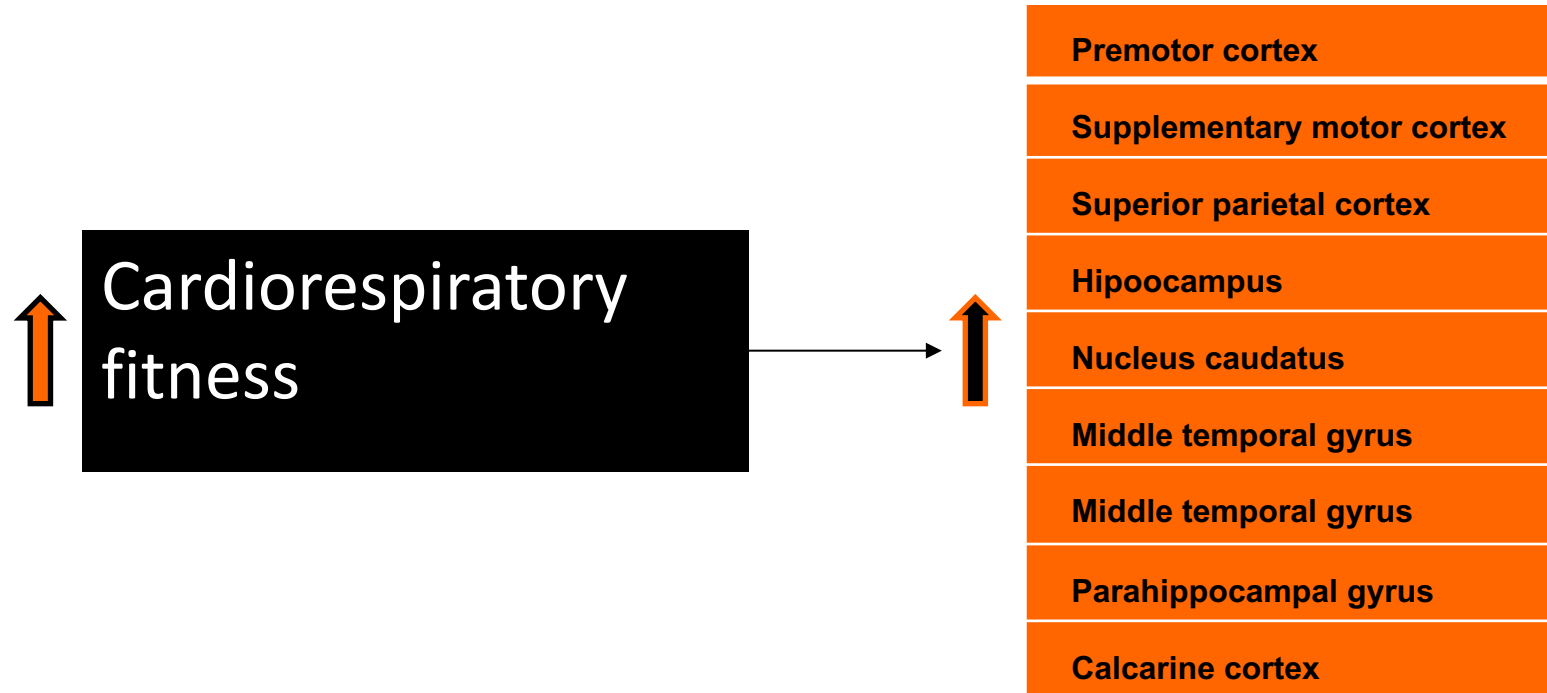 Cardiorespiratory
fitness
Premotor cortex
Supplementary motor cortex
Superior parietal cortex
Hipoocampus
Nucleus caudatus
Middle temporal gyrus
Middle temporal gyrus
Parahippocampal gyrus
Calcarine cortex